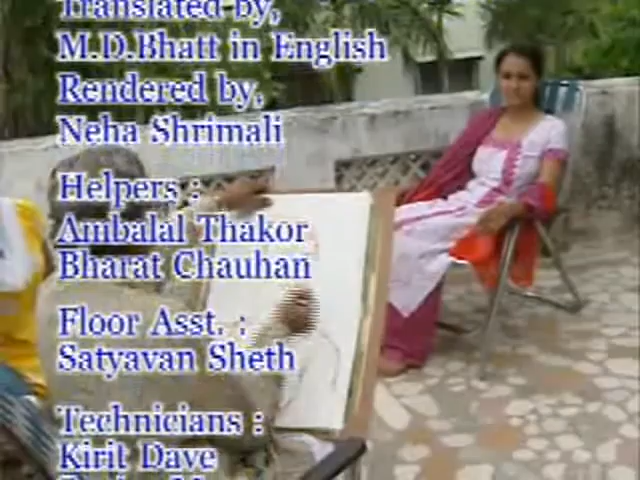 Translated by,
M.D.Bhatt in English
Rendered by,
Neha Shrimali
Helpers :
Ambalal Thakor
Bharat Chauhan
Floor Asst. :
Satyavan Sheth
Technicians :
Kirit Dave